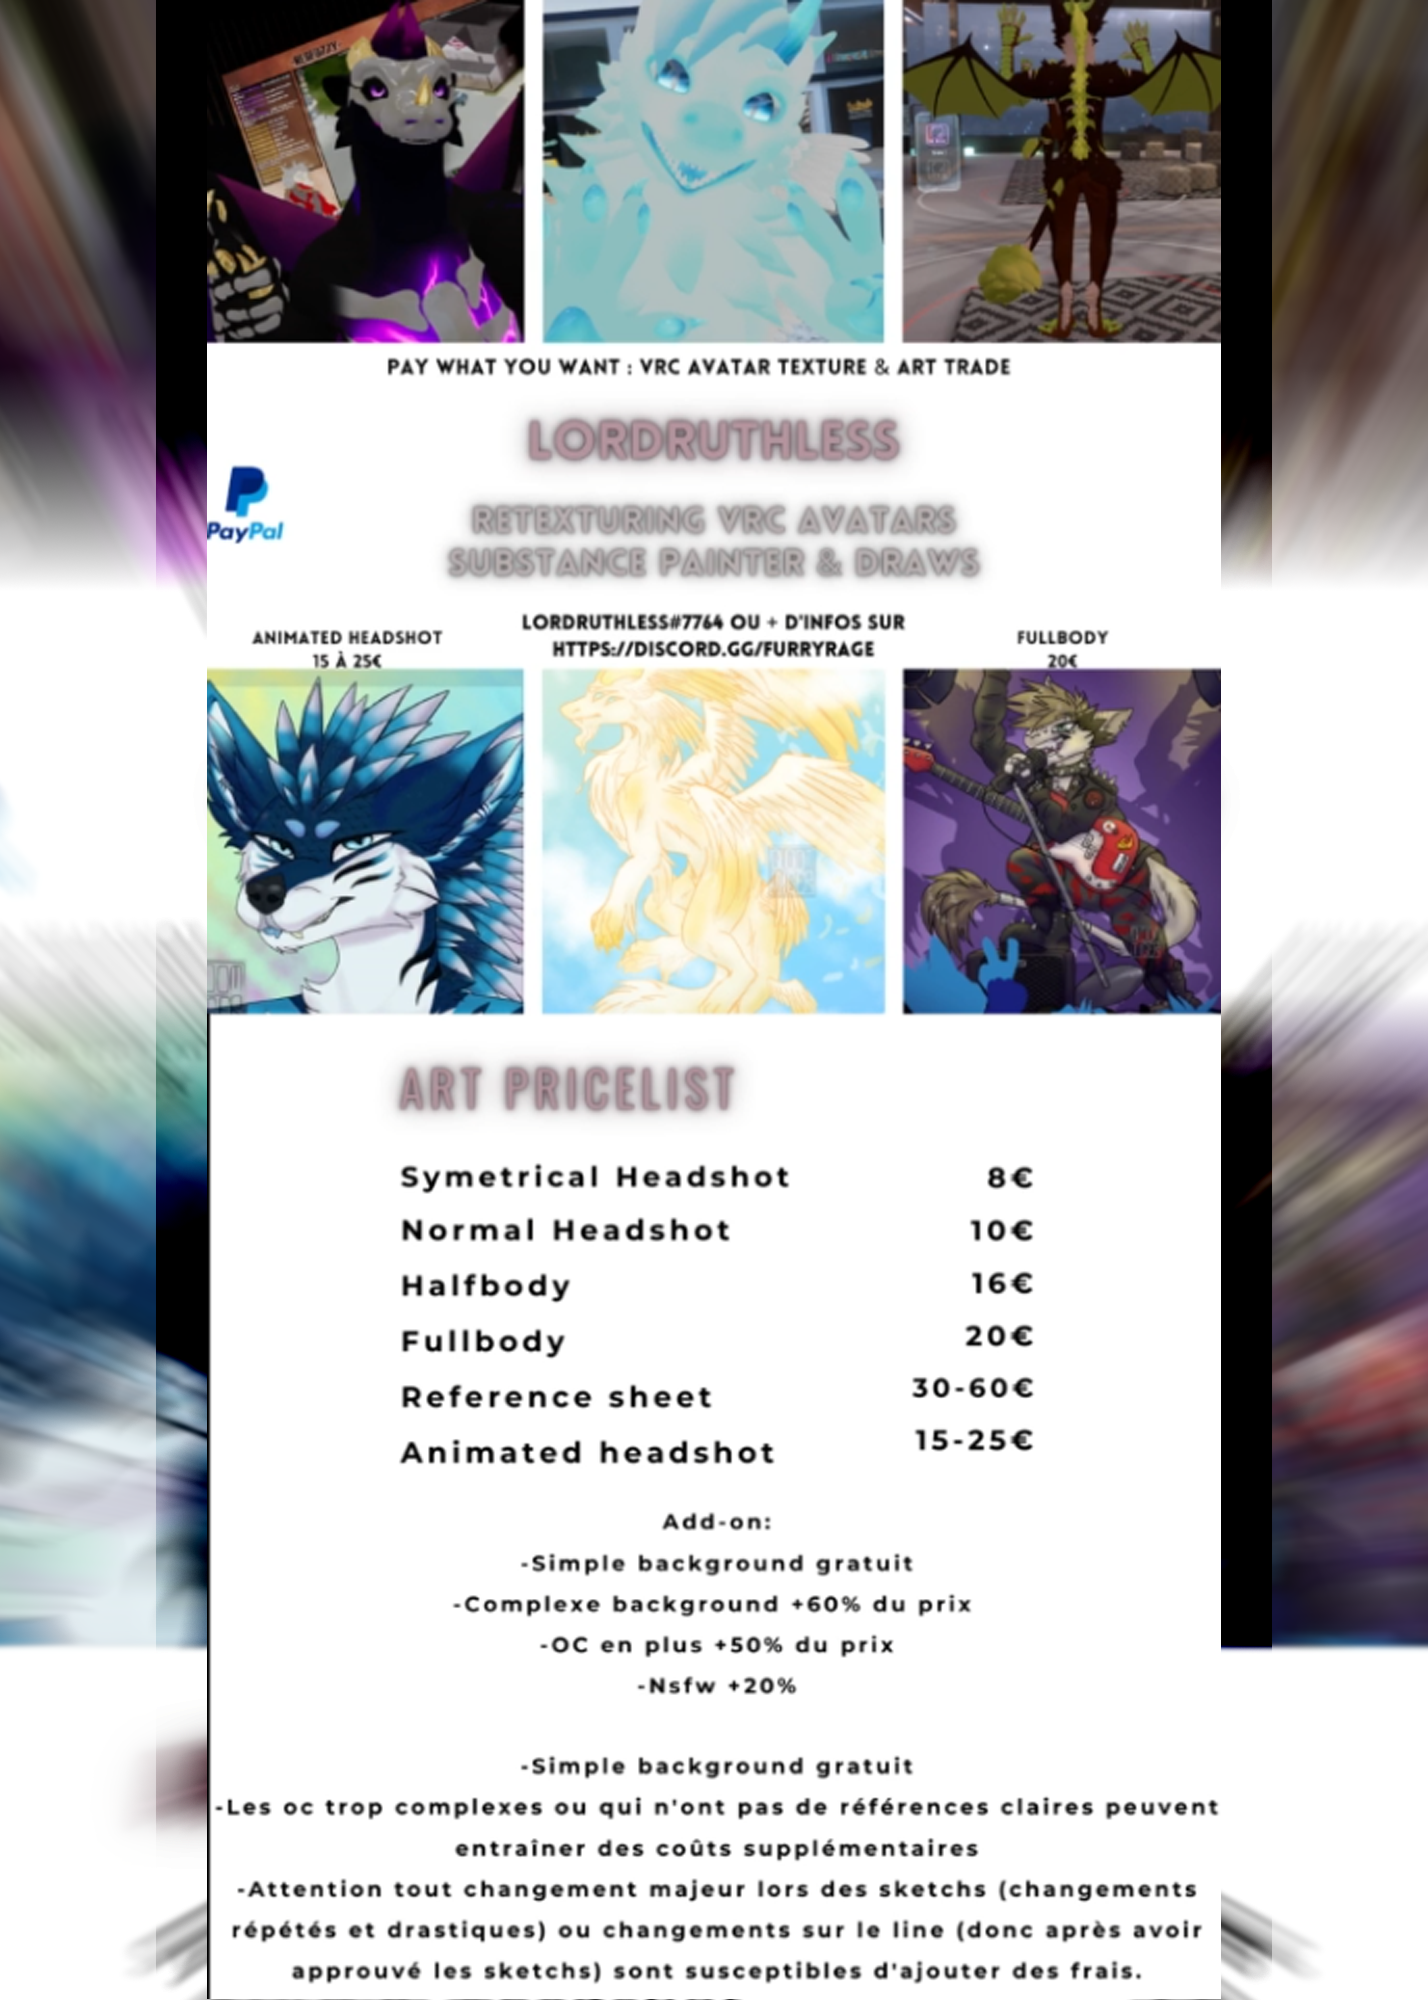 PAY WHAT YOU WANT : VRC AVATAR TEXTURE & ART TRADE
LORDRUTHLESS
PayPal
RETEXTURING VRC AVATARS
SUBSTANCE PAINTER & DRAWS
LORDRUTHLESS#7764 OU + D'INFOS SUR
HTTPS://DISCORD.GG/FURRYRAGE
ANIMATED HEADSHOT
15 À 25€
FULLBODY
20€
ART PRICELIST
Symetrical Headshot 8€
Normal Headshot 10€
Halfbody 16€
Fullbody 20€
Reference sheet 30-60€
Animated headshot 15-25€
Add-on:
-Simple background gratuit
-Complexe background +60% du prix
-OC en plus +50% du prix
-Nsfw +20%
-Simple background gratuit
-Les oc trop complexes ou qui n'ont pas de références claires peuvent
entraîner des coûts supplémentaires
-Attention tout changement majeur lors des sketchs (changements
répétés et drastiques) ou changements sur le line (donc après avoir
approuvé les sketchs) sont susceptibles d'ajouter des frais.